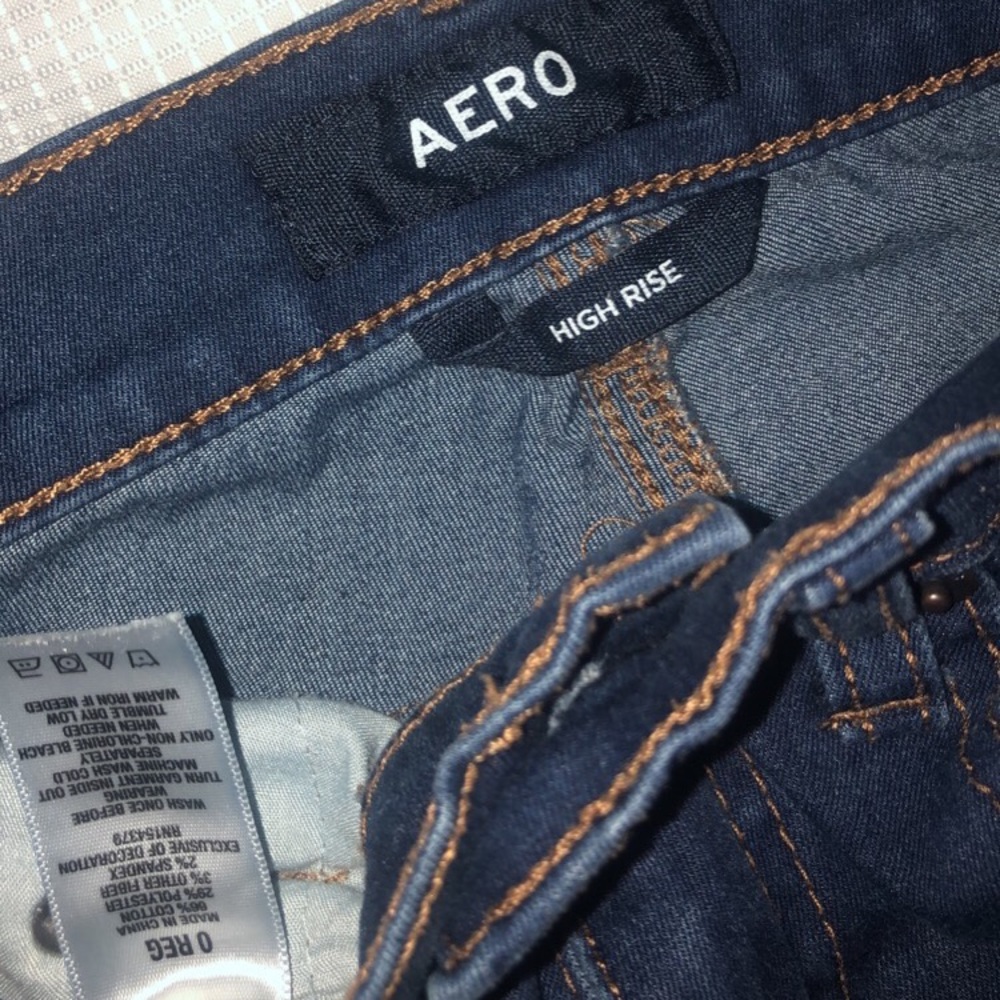 AERO
HIGH RISE
0 REG
MADE IN CHINA
66% COTTON
29% POLYESTER
3% OTHER FIBER
2% SPANDEX
EXCLUSIVE OF DECORATION
RN154379
WASH ONCE BEFORE
WEARING
TURN GARMENT INSIDE OUT
MACHINE WASH COLD
SEPARATELY
ONLY NON-CHLORINE BLEACH
WHEN NEEDED
TUMBLE DRY LOW
WARM IRON IF NEEDED